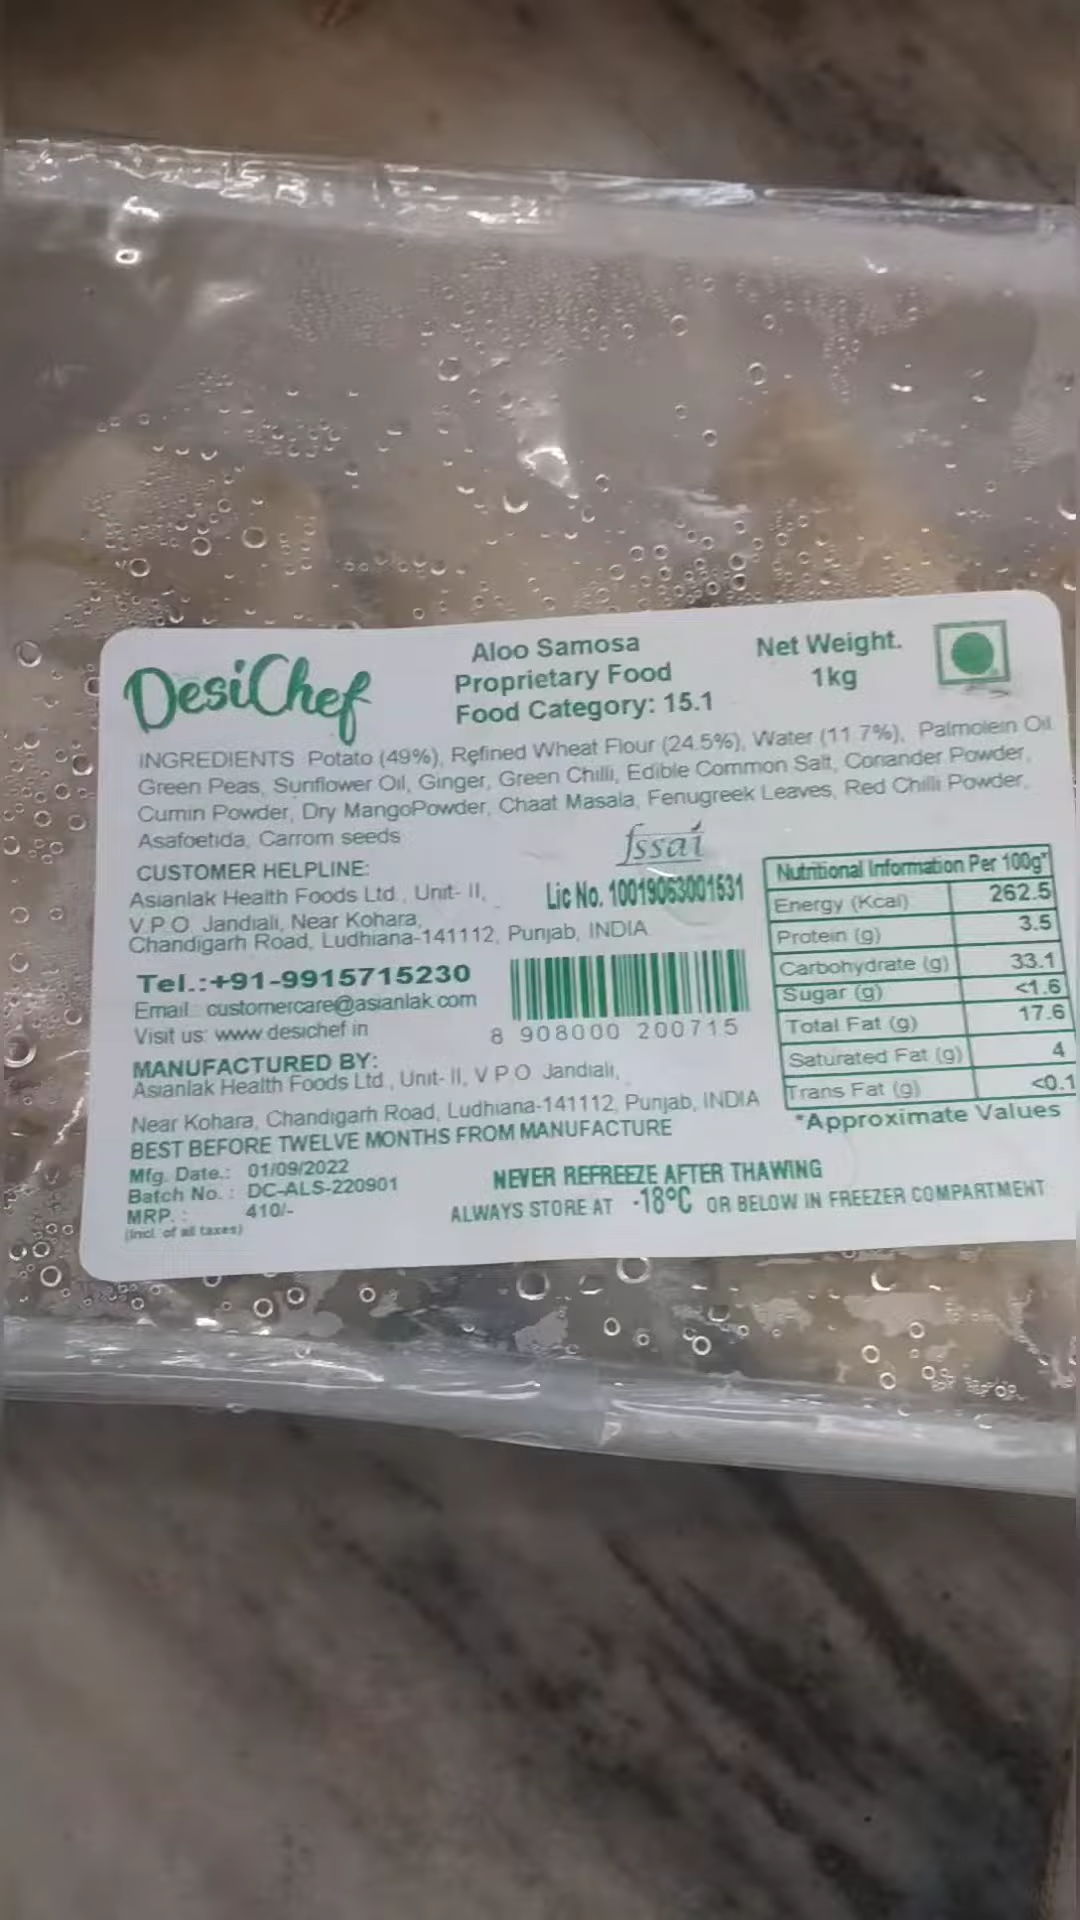 DesiChef
Aloo Samosa
Proprietary Food
Food Category: 15.1
Net Weight.
1kg
INGREDIENTS Potato (49%), Refined Wheat Flour (24.5%), Water (11.7%), Palmolein Oil
Green Peas, Sunflower Oil, Ginger, Green Chilli, Edible Common Salt, Coriander Powder,
Cumin Powder, Dry MangoPowder, Chaat Masala, Fenugreek Leaves, Red Chilli Powder,
Asafoetida, Carrom seeds
fssai
Lic No. 10019063001531
CUSTOMER HELPLINE:
Asianlak Health Foods Ltd., Unit- II,
V.P.O. Jandiali, Near Kohara,
Chandigarh Road, Ludhiana-141112, Punjab, INDIA
Tel.:+91-9915715230
Email.: customercare@asianlak.com
Visit us: www.desichef.in
8 908000 200715
Nutritional Information Per 100g*
Energy (Kcal) 262.5
Protein (g) 3.5
Carbohydrate (g) 33.1
Sugar (g) <1.6
Total Fat (g) 17.6
Saturated Fat (g) 4
Trans Fat (g) <0.1
*Approximate Values
MANUFACTURED BY:
Asianlak Health Foods Ltd., Unit- II, V.P.O. Jandiali,
Near Kohara, Chandigarh Road, Ludhiana-141112, Punjab, INDIA
BEST BEFORE TWELVE MONTHS FROM MANUFACTURE
Mfg. Date.: 01/09/2022
Batch No. : DC-ALS-220901
MRP. : 410/-
(Incl. of all taxes)
NEVER REFREEZE AFTER THAWING
ALWAYS STORE AT -18°C OR BELOW IN FREEZER COMPARTMENT